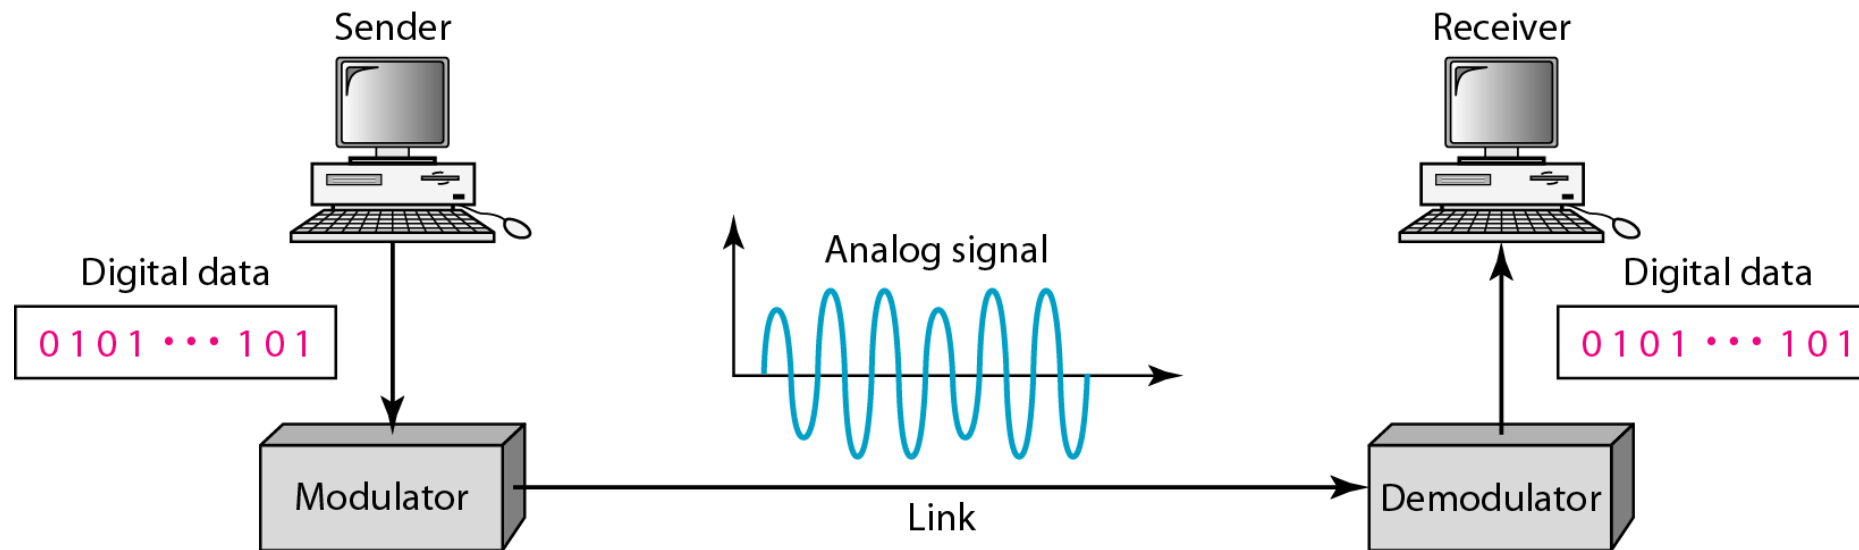 Sender
Receiver
Digital data
0101 ••• 101
Analog signal
Digital data
0101 ••• 101
Modulator
Link
Demodulator